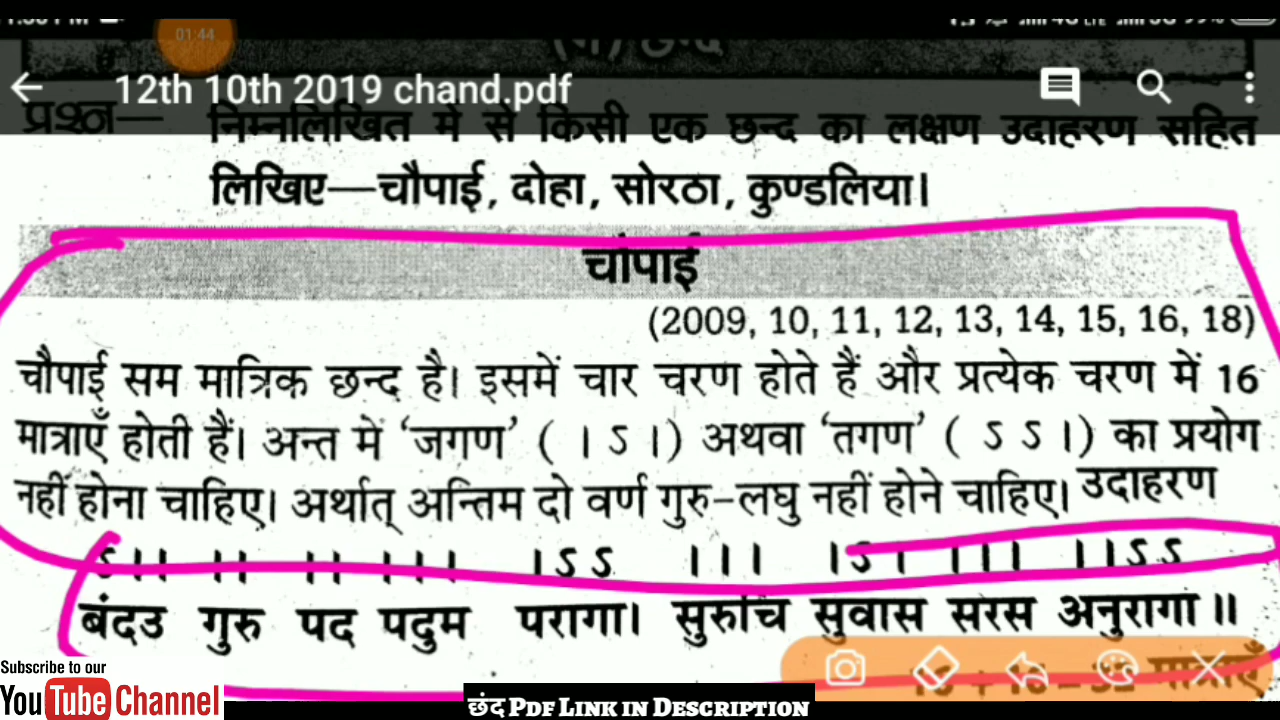 01:44
12th 10th 2019 chand.pdf
प्रश्न— निम्नलिखित में से किसी एक छन्द का लक्षण उदाहरण सहित
लिखिए—चौपाई, दोहा, सोरठा, कुण्डलिया।
चौपाई
(2009, 10, 11, 12, 13, 14, 15, 16, 18)
चौपाई सम मात्रिक छन्द है। इसमें चार चरण होते हैं और प्रत्येक चरण में 16
मात्राएँ होती हैं। अन्त में ‘जगण’ ( । ऽ ।) अथवा ‘तगण’ ( ऽ ऽ ।) का प्रयोग
नहीं होना चाहिए। अर्थात् अन्तिम दो वर्ण गुरु-लघु नहीं होने चाहिए। उदाहरण
ऽ।। ।। ।। ।।। ।ऽऽ ।।। ।ऽ। ।।। ।।ऽऽ
बंदउ गुरु पद पदुम परागा। सुरुचि सुवास सरस अनुरागा॥
Subscribe to our
YouTube Channel
छंद Pdf Link in Description